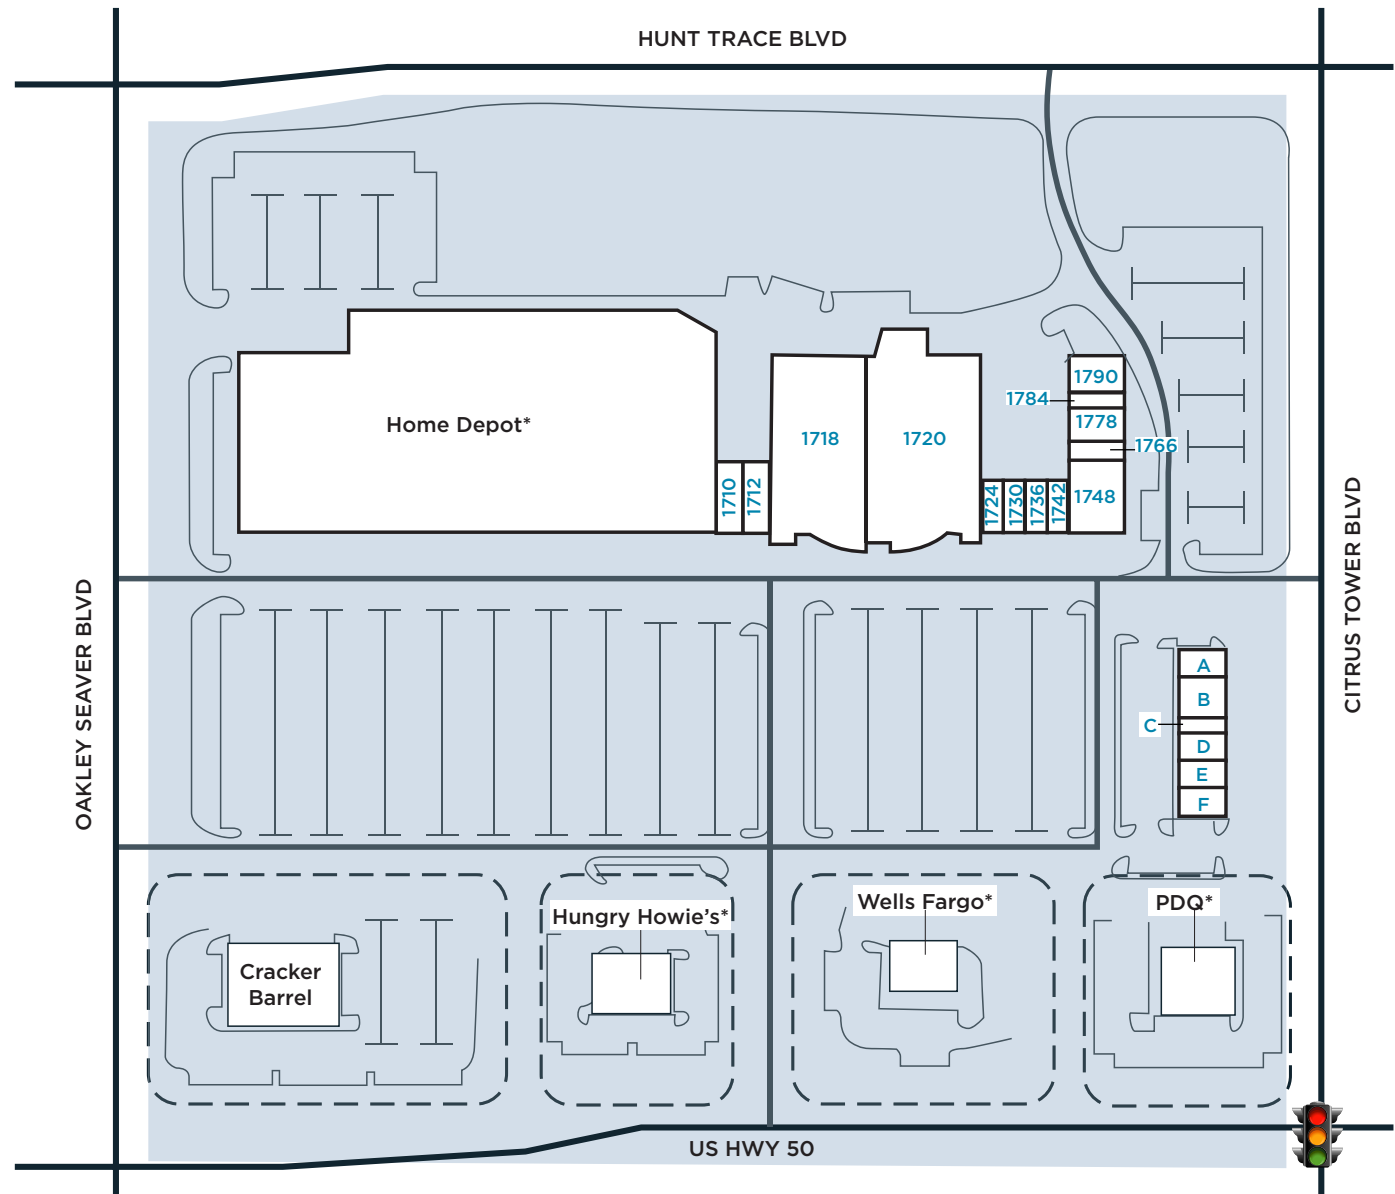 HUNT TRACE BLVD
1790
1784
1778
1766
1748
Home Depot*
1718
1720
1710
1712
1724
1730
1736
1742
OAKLEY SEAVER BLVD
CITRUS TOWER BLVD
A
B
C
D
E
F
Cracker
Barrel
Hungry Howie's*
Wells Fargo*
PDQ*
US HWY 50